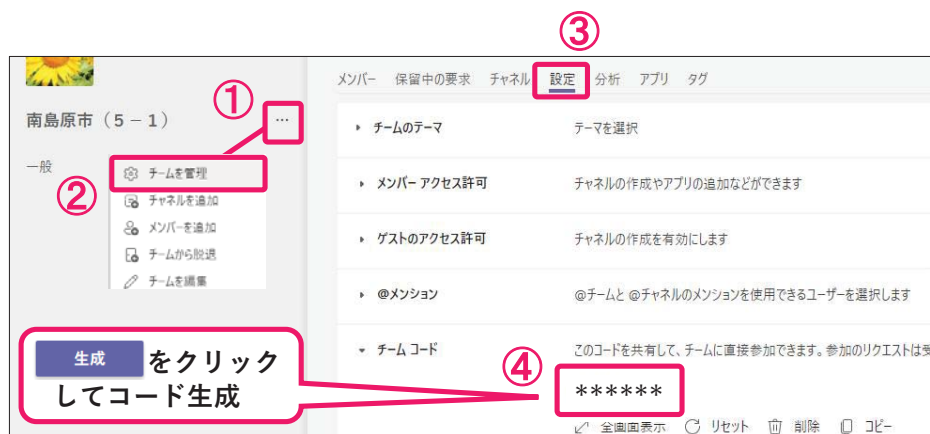 ③
メンバー 保留中の要求 チャネル 設定 分析 アプリ タグ
①
南島原市（５－１） …
一般
②
チームを管理
チャネルを追加
メンバーを追加
チームから脱退
チームを編集
▸ チームのテーマ テーマを選択
▸ メンバー アクセス許可 チャネルの作成やアプリの追加などができます
▸ ゲストのアクセス許可 チャネルの作成を有効にします
▸ @メンション @チームと @チャネルのメンションを使用できるユーザーを選択します
▾ チーム コード このコードを共有して、チームに直接参加できます。参加のリクエストは受
生成 をクリック
してコード生成
④
******
全画面表示 リセット 削除 コピー